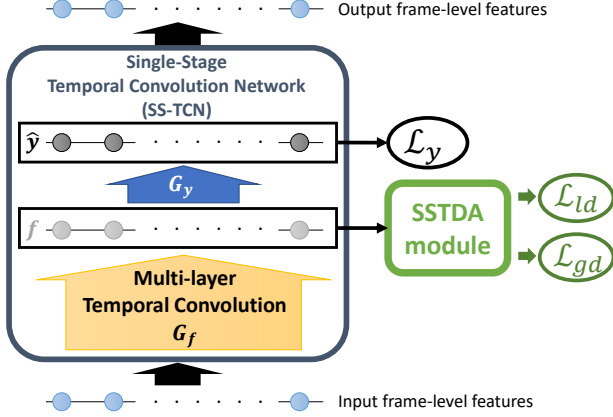 Output frame-level features
Single-Stage
Temporal Convolution Network
(SS-TCN)
ŷ
ℒy
Gy
f
SSTDA
module
ℒld
ℒgd
Multi-layer
Temporal Convolution
Gf
Input frame-level features